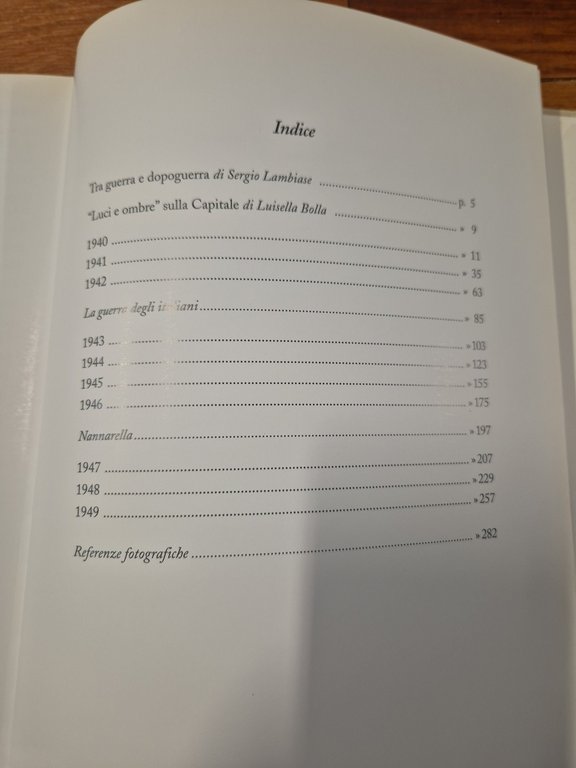 Indice
Tra guerra e dopoguerra di Sergio Lambiase ........ p. 5
"Luci e ombre" sulla Capitale di Luisella Bolla ........ » 9
1940 ........ » 11
1941 ........ » 35
1942 ........ » 63
La guerra degli italiani ........ » 85
1943 ........ » 103
1944 ........ » 123
1945 ........ » 155
1946 ........ » 175
Nannarella ........ » 197
1947 ........ » 207
1948 ........ » 229
1949 ........ » 257
Referenze fotografiche ........ » 282